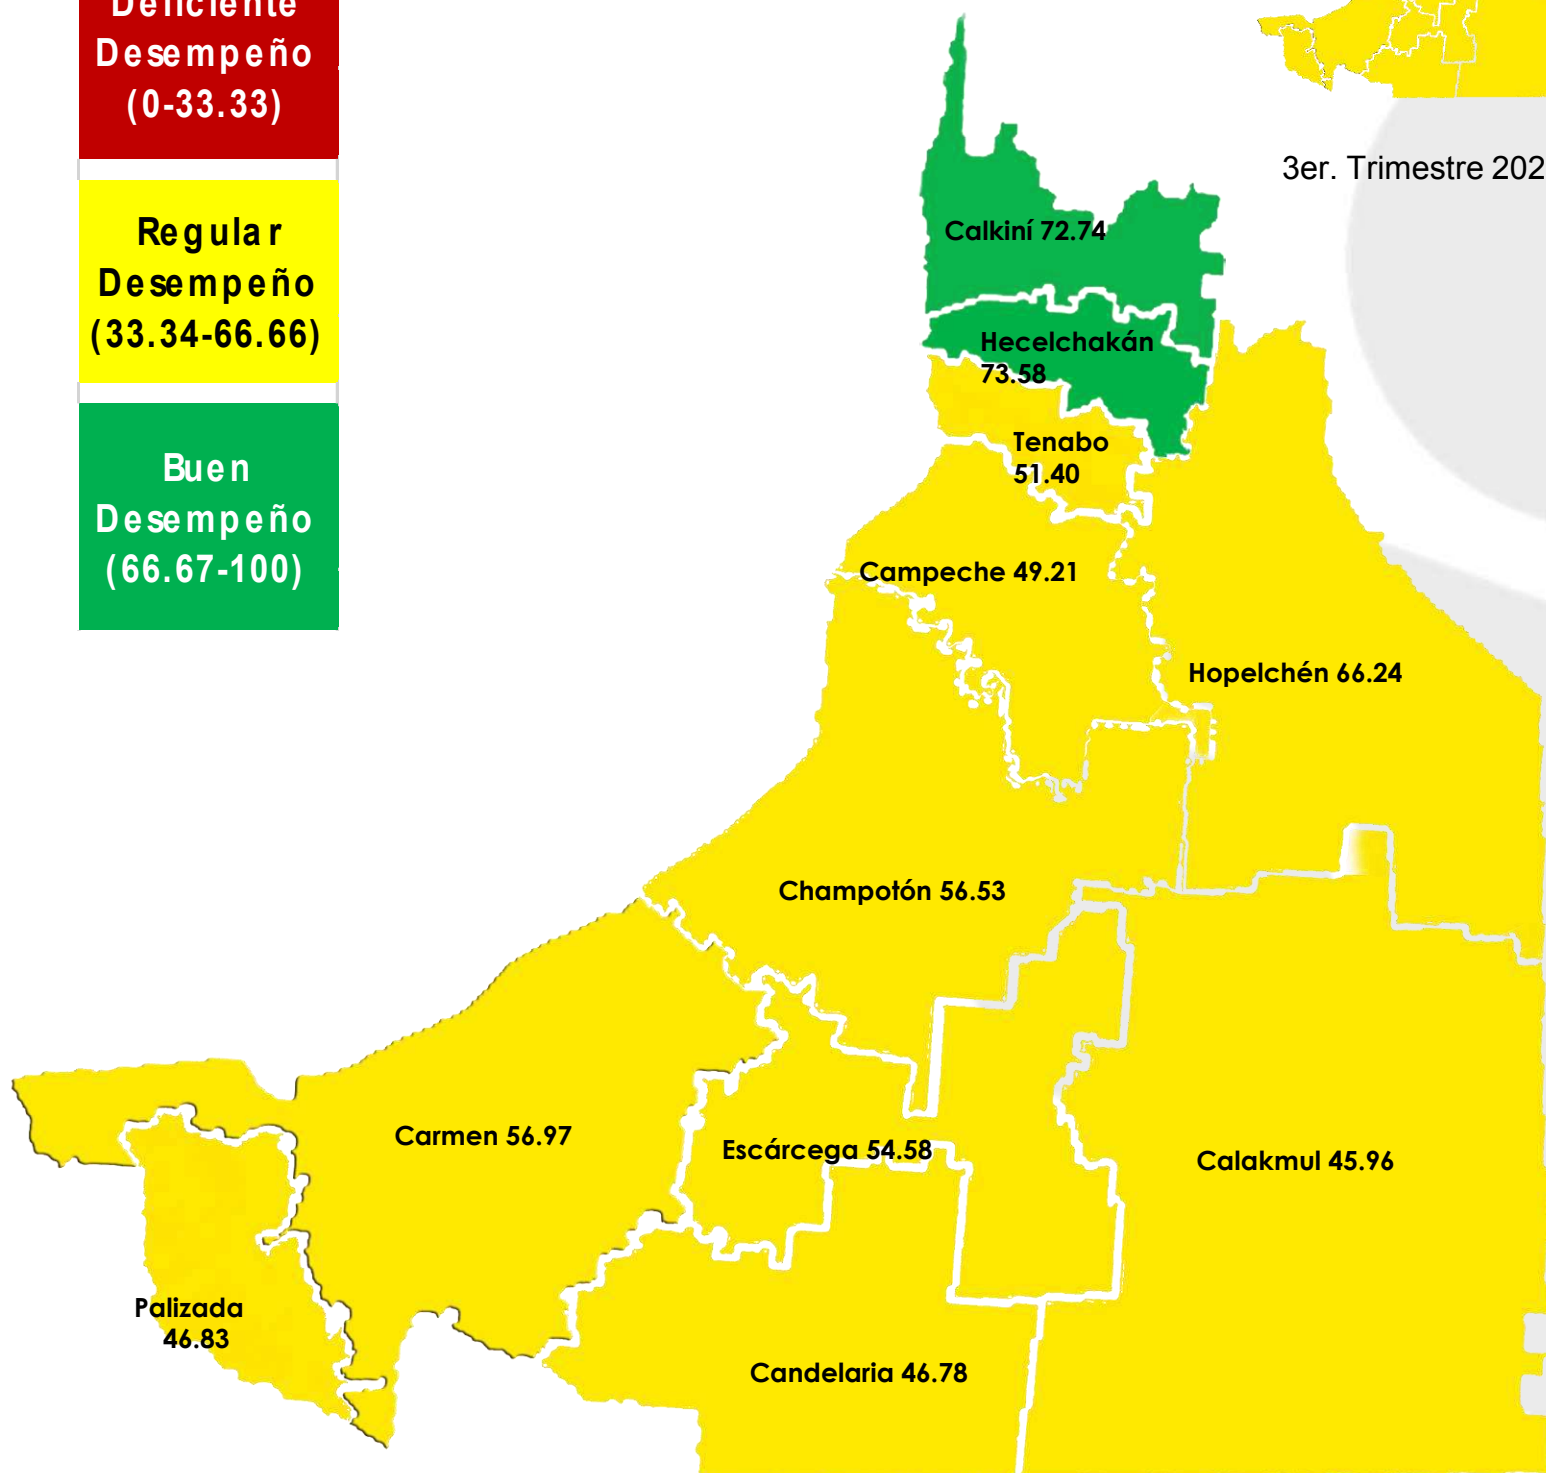 Deficiente
Desempeño
(0-33.33)
Regular
Desempeño
(33.34-66.66)
Buen
Desempeño
(66.67-100)
3er. Trimestre 202
Calkiní 72.74
Hecelchakán
73.58
Tenabo
51.40
Campeche 49.21
Hopelchén 66.24
Champotón 56.53
Carmen 56.97
Escárcega 54.58
Calakmul 45.96
Palizada
46.83
Candelaria 46.78